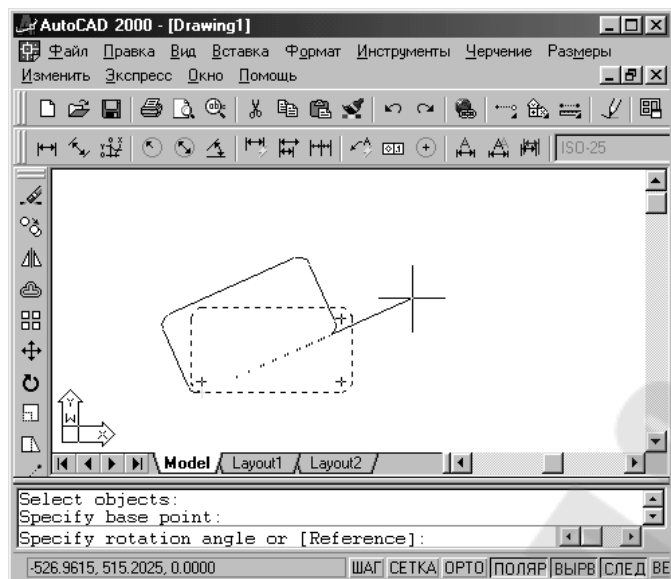 AutoCAD 2000 - [Drawing1]
Файл Правка Вид Вставка Формат Инструменты Черчение Размеры
Изменить Экспресс Окно Помощь
ISO-25
Y
W
X
Model Layout1 Layout2
Select objects:
Specify base point:
Specify rotation angle or [Reference]:
-526.9615, 515.2025, 0.0000 ШАГ СЕТКА ОРТО ПОЛЯР ВЫРВ СЛЕД ВЕ